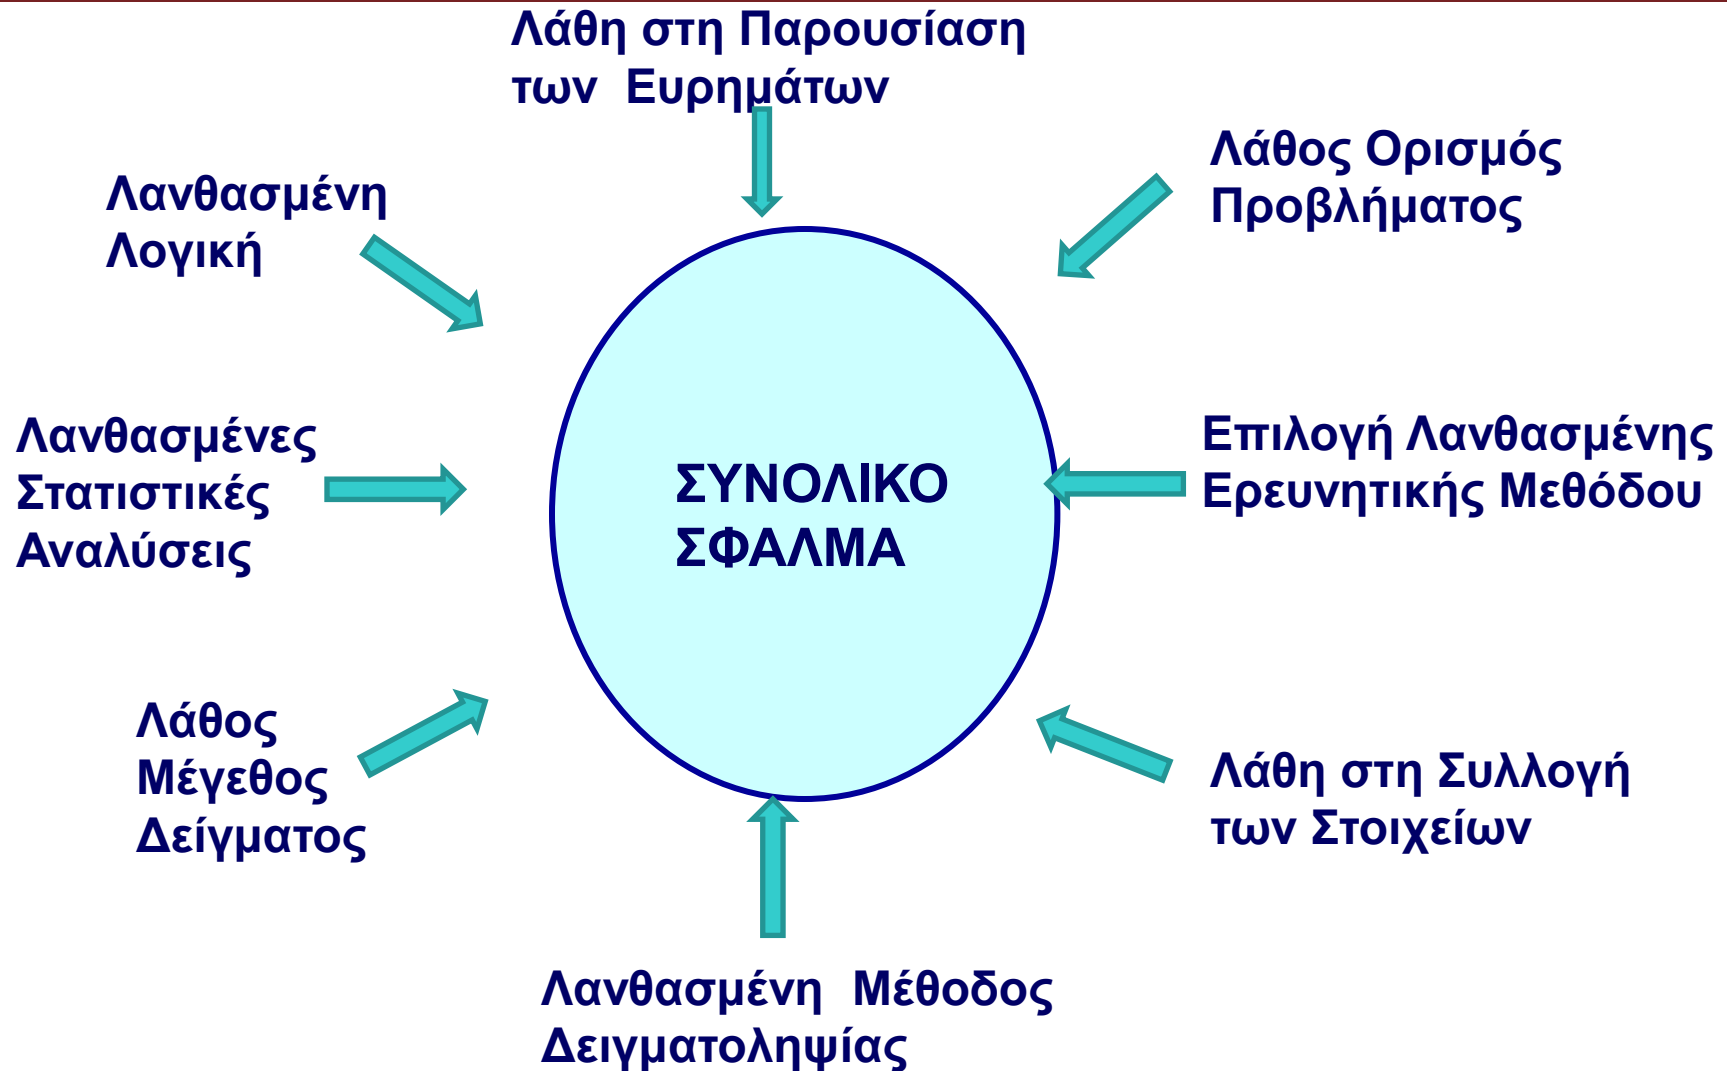 Λάθη στη Παρουσίαση
των Ευρημάτων
Λάθος Ορισμός
Προβλήματος
Λανθασμένη
Λογική
Λανθασμένες
Στατιστικές
Αναλύσεις
ΣΥΝΟΛΙΚΟ
ΣΦΑΛΜΑ
Επιλογή Λανθασμένης
Ερευνητικής Μεθόδου
Λάθος
Μέγεθος
Δείγματος
Λάθη στη Συλλογή
των Στοιχείων
Λανθασμένη Μέθοδος
Δειγματοληψίας